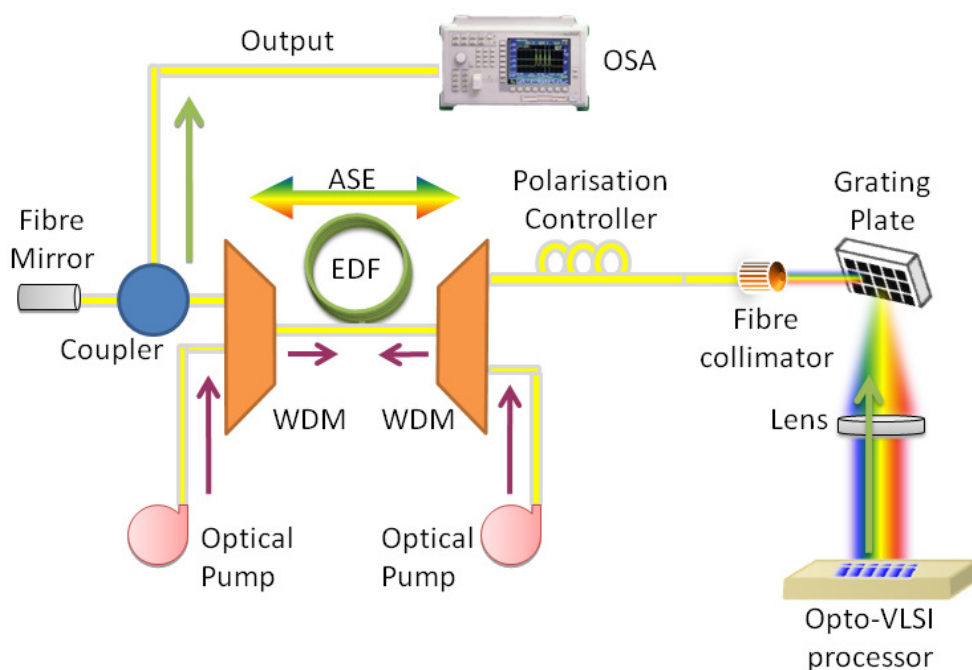 Output
OSA
ASE
Polarisation
Controller
Grating
Plate
Fibre
Mirror
EDF
Coupler
Fibre
collimator
WDM
WDM
Lens
Optical
Pump
Optical
Pump
Opto-VLSI
processor